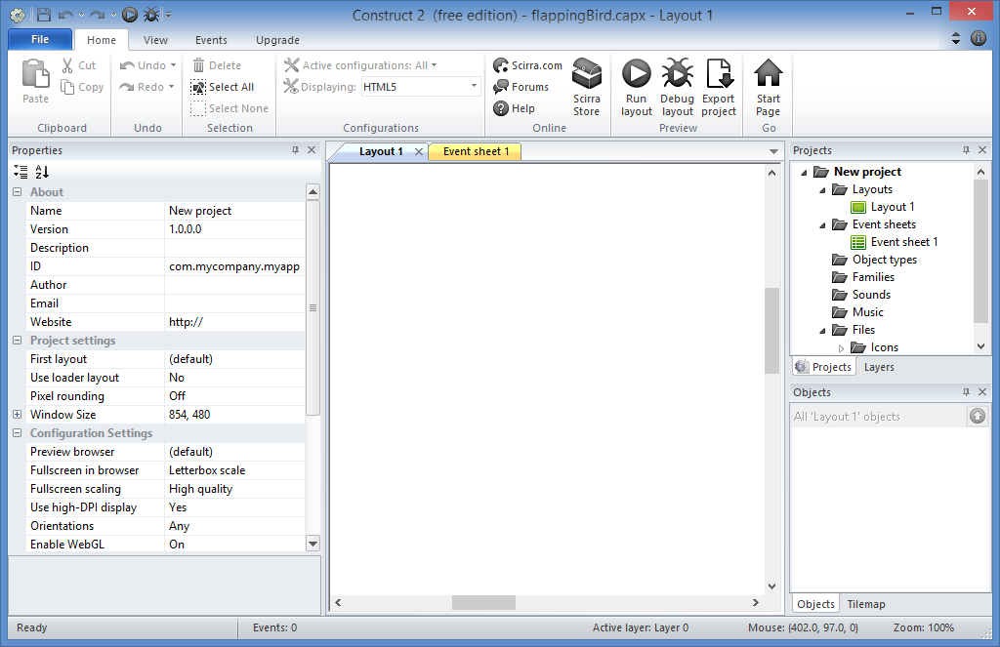 Construct 2  (free edition) - flappingBird.capx - Layout 1
File Home View Events Upgrade
Paste
Cut
Copy
Clipboard
Undo
Redo
Undo
Delete
Select All
Select None
Selection
Active configurations: All
Displaying: HTML5
Configurations
Scirra.com
Forums
Help
Scirra
Store
Online
Run
layout
Debug
layout
Export
project
Preview
Start
Page
Go
Properties
About
Name New project
Version 1.0.0.0
Description
ID com.mycompany.myapp
Author
Email
Website http://
Project settings
First layout (default)
Use loader layout No
Pixel rounding Off
Window Size 854, 480
Configuration Settings
Preview browser (default)
Fullscreen in browser Letterbox scale
Fullscreen scaling High quality
Use high-DPI display Yes
Orientations Any
Enable WebGL On
Layout 1 Event sheet 1
Projects
New project
Layouts
Layout 1
Event sheets
Event sheet 1
Object types
Families
Sounds
Music
Files
Icons
Projects Layers
Objects
All 'Layout 1' objects
Objects Tilemap
Ready Events: 0 Active layer: Layer 0 Mouse: (402.0, 97.0, 0) Zoom: 100%